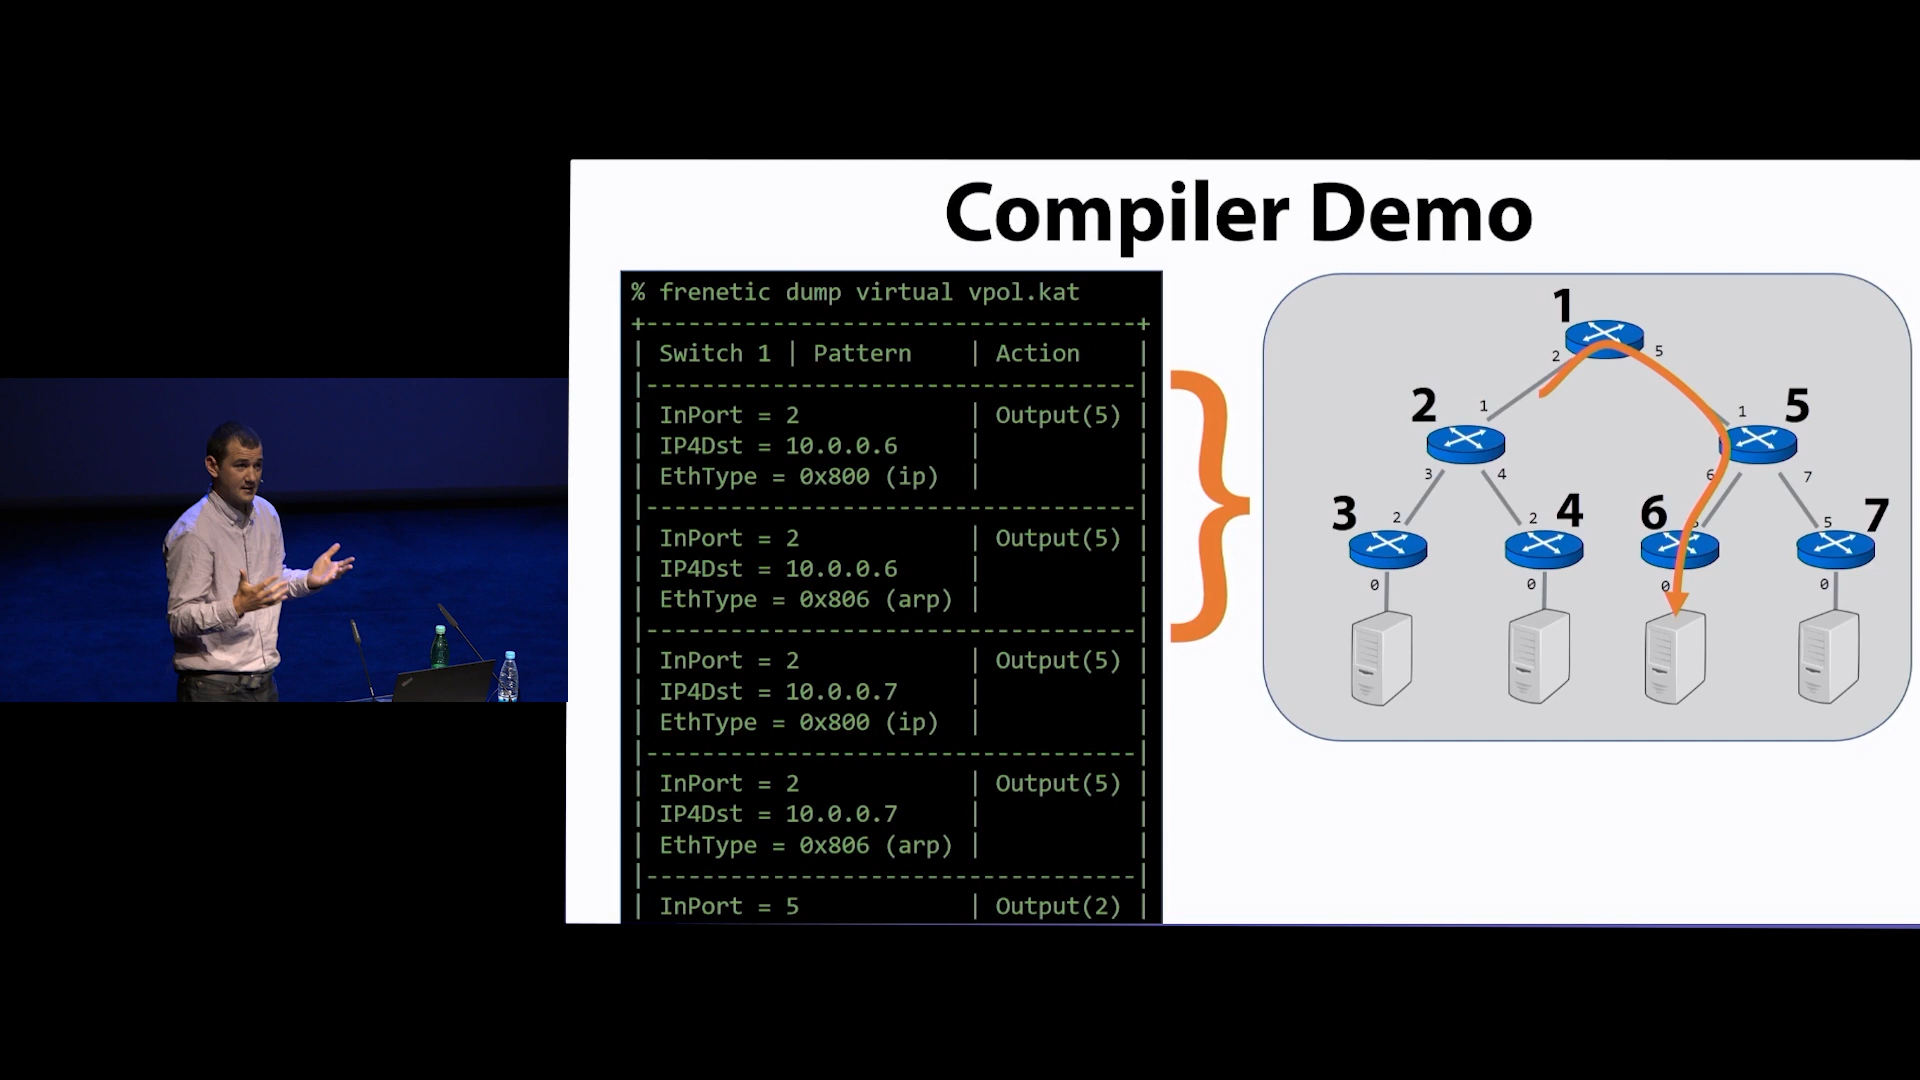 Compiler Demo
% frenetic dump virtual vpol.kat
+-----------------------------------+
| Switch 1 | Pattern    | Action    |
|-----------------------------------|
| InPort = 2            | Output(5) |
| IP4Dst = 10.0.0.6     |           |
| EthType = 0x800 (ip)  |           |
|-----------------------------------|
| InPort = 2            | Output(5) |
| IP4Dst = 10.0.0.6     |           |
| EthType = 0x806 (arp) |           |
|-----------------------------------|
| InPort = 2            | Output(5) |
| IP4Dst = 10.0.0.7     |           |
| EthType = 0x800 (ip)  |           |
|-----------------------------------|
| InPort = 2            | Output(5) |
| IP4Dst = 10.0.0.7     |           |
| EthType = 0x806 (arp) |           |
|-----------------------------------|
| InPort = 5            | Output(2) |
}
1
2 5
2 1 1 5
3 4 6 7
3 2 2 4 6 5 7
0 0 0 0